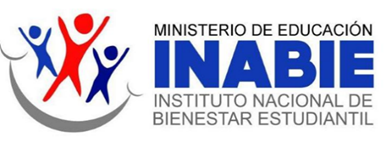 MINISTERIO DE EDUCACIÓN
INABIE
INSTITUTO NACIONAL DE
BIENESTAR ESTUDIANTIL